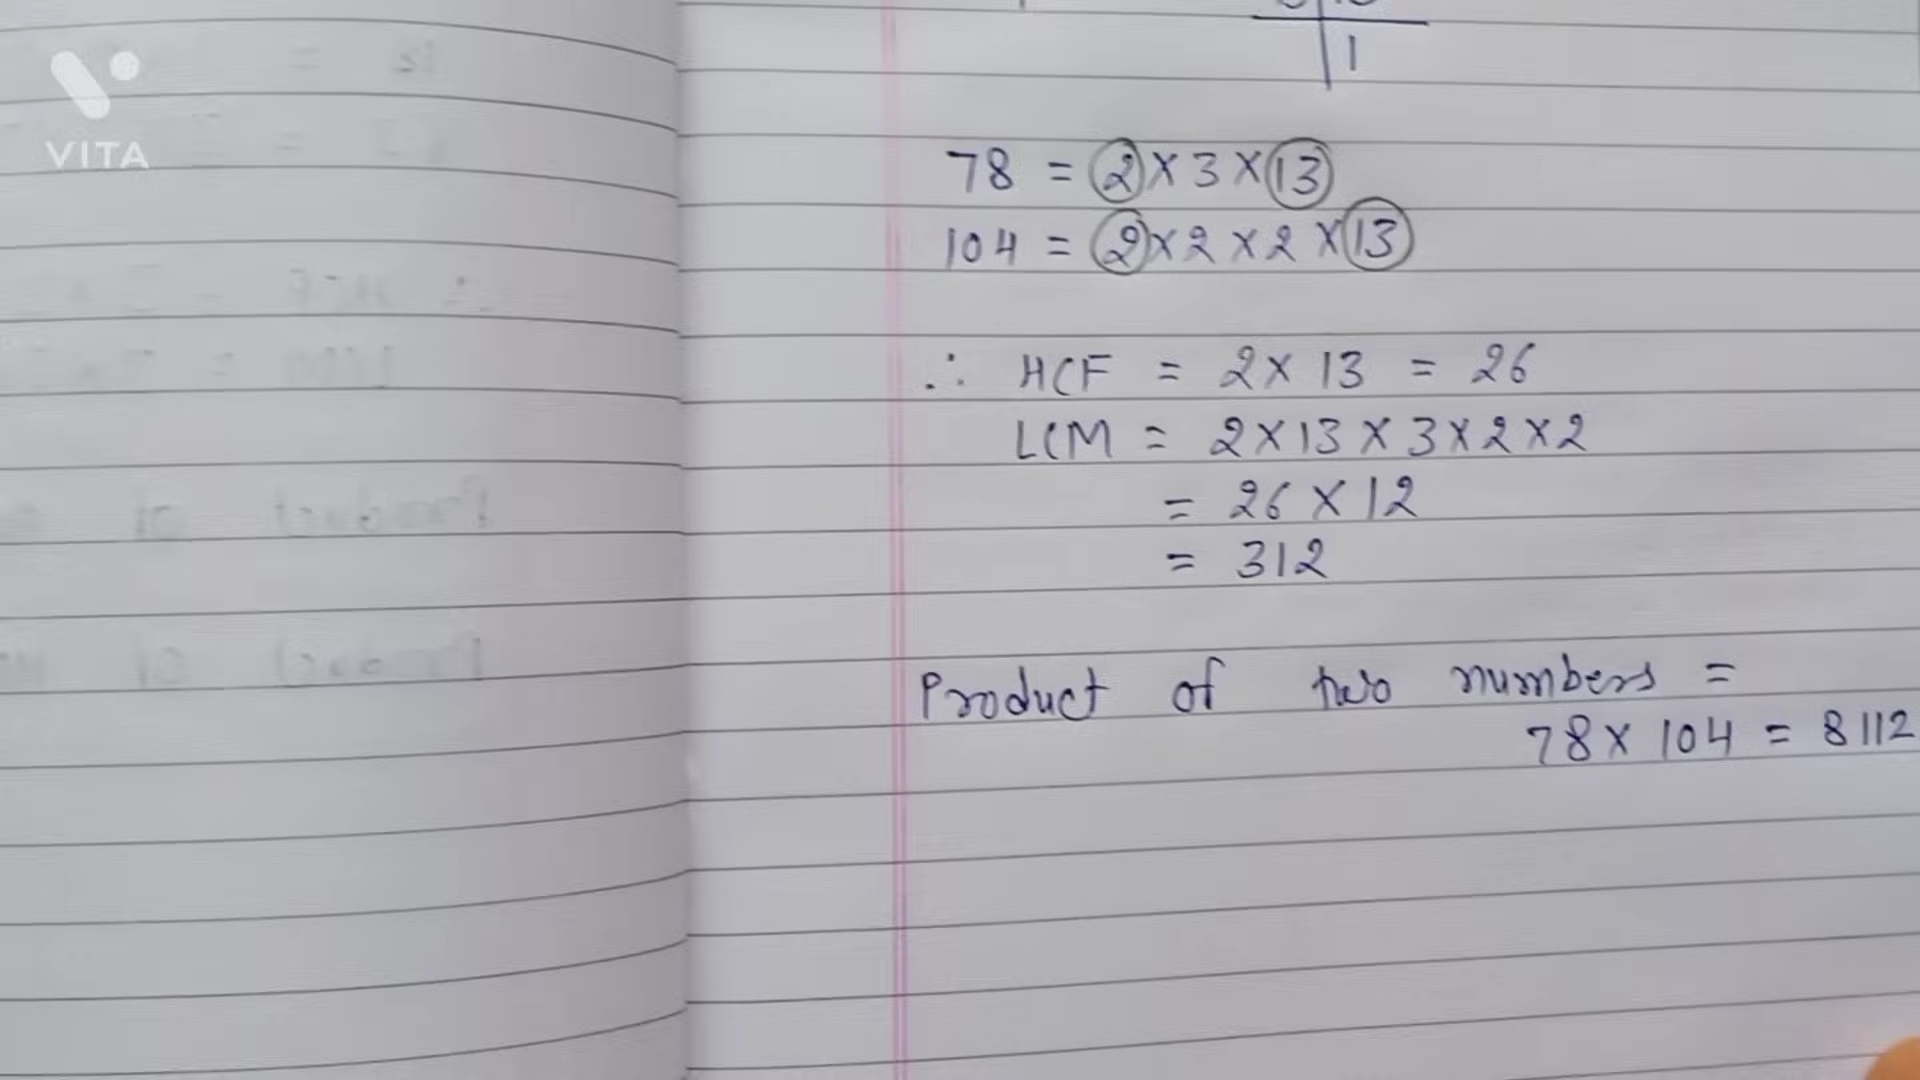 VITA
1
78 = 2 × 3 × 13
104 = 2 × 2 × 2 × 13
∴ HCF = 2 × 13 = 26
LCM = 2 × 13 × 3 × 2 × 2
= 26 × 12
= 312
Product of two numbers =
78 × 104 = 8112